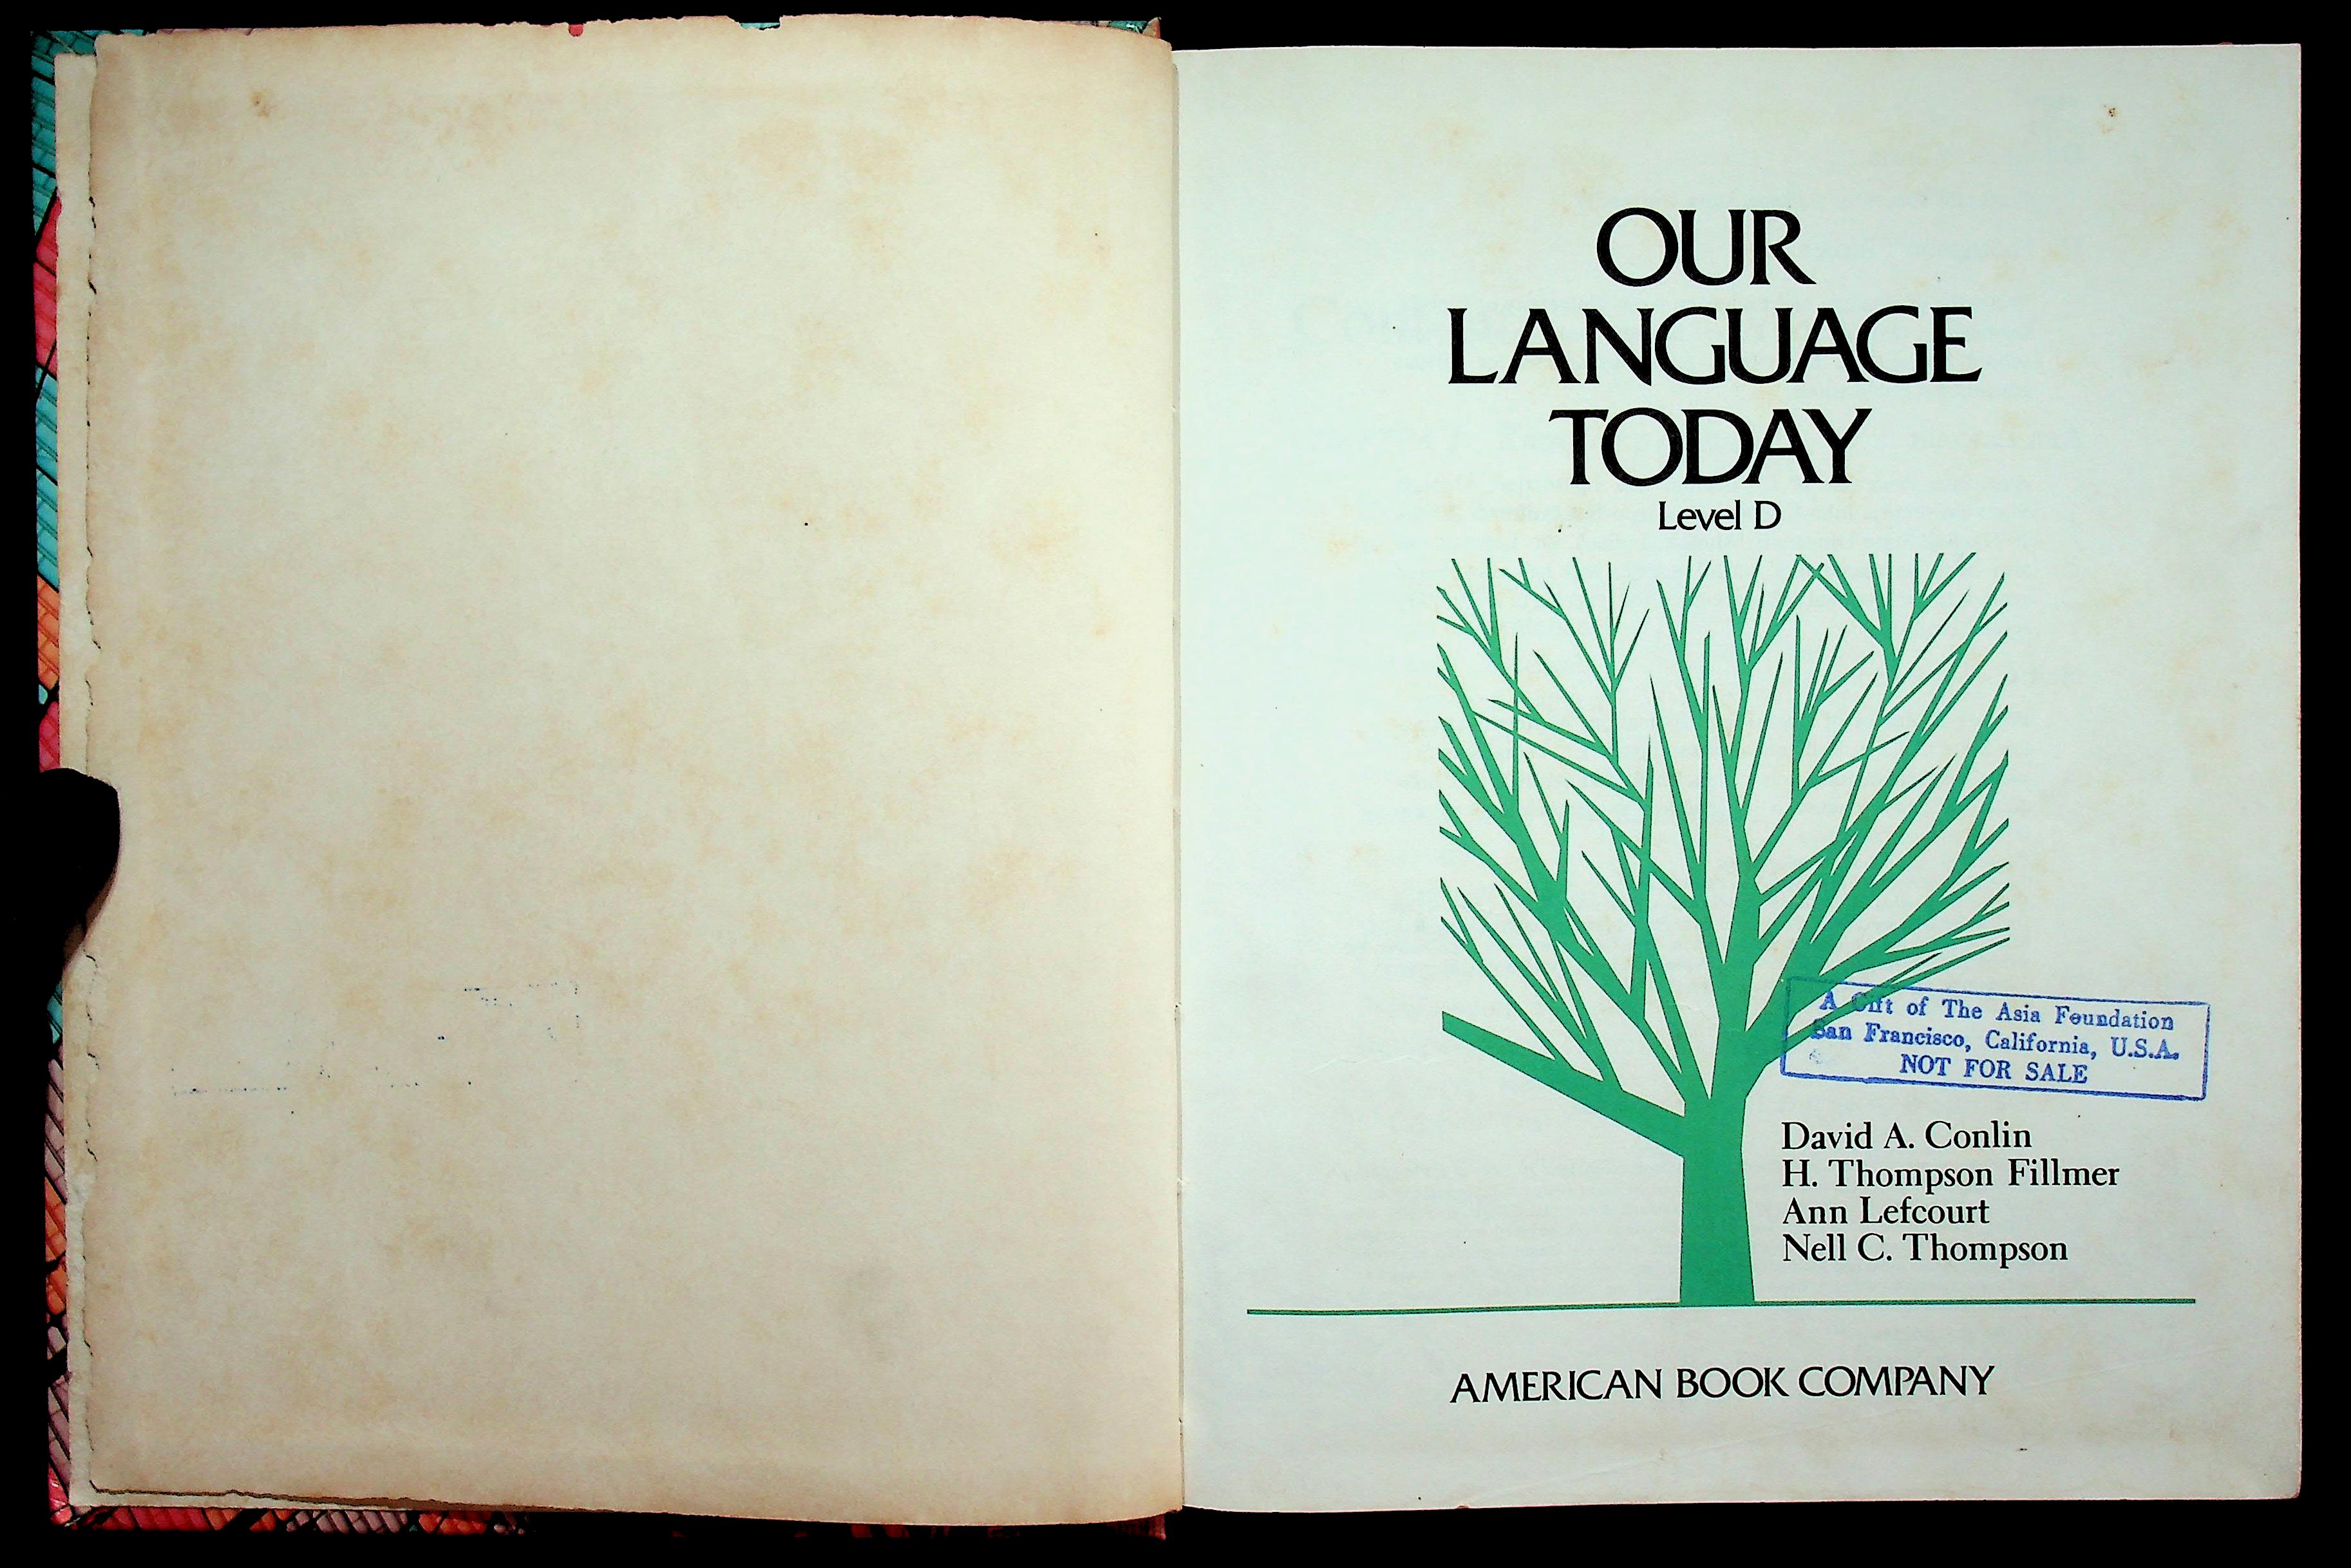 OUR
LANGUAGE
TODAY
Level D
A Gift of The Asia Foundation
San Francisco, California, U.S.A.
NOT FOR SALE
David A. Conlin
H. Thompson Fillmer
Ann Lefcourt
Nell C. Thompson
AMERICAN BOOK COMPANY